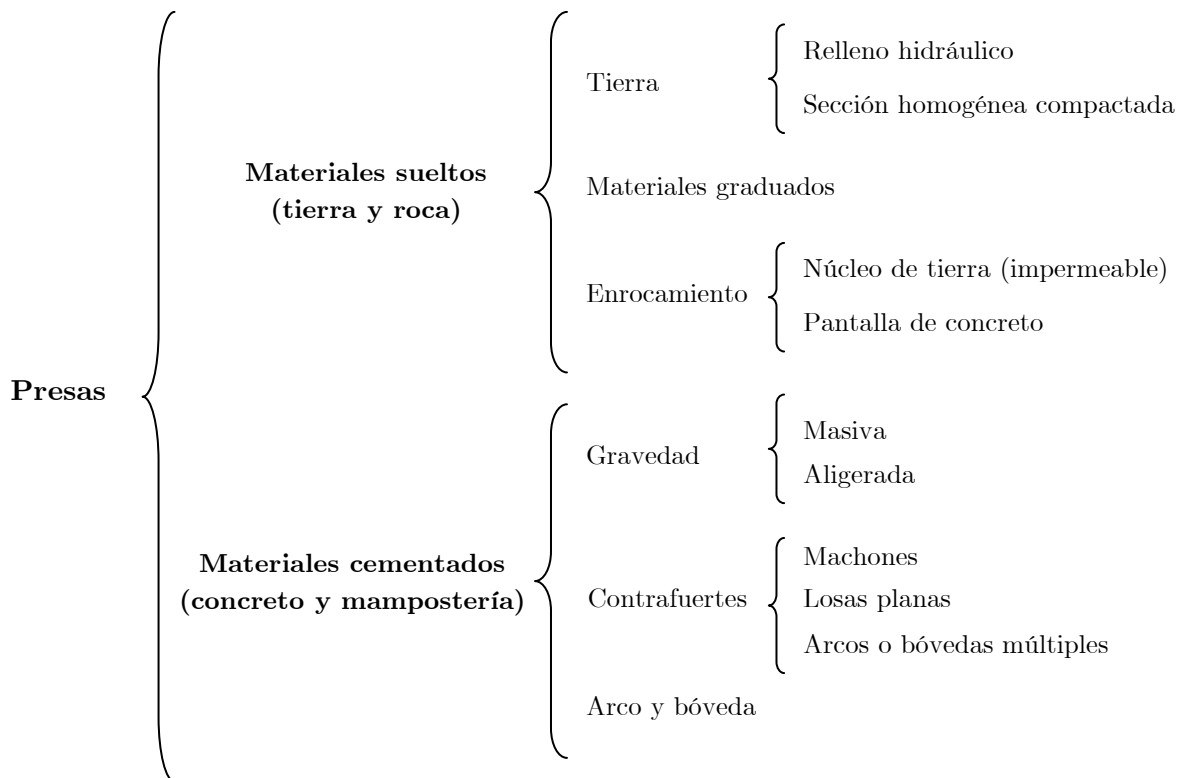 Presas
Materiales sueltos
(tierra y roca)
Tierra
Relleno hidráulico
Sección homogénea compactada
Materiales graduados
Enrocamiento
Núcleo de tierra (impermeable)
Pantalla de concreto
Materiales cementados
(concreto y mampostería)
Gravedad
Masiva
Aligerada
Contrafuertes
Machones
Losas planas
Arcos o bóvedas múltiples
Arco y bóveda